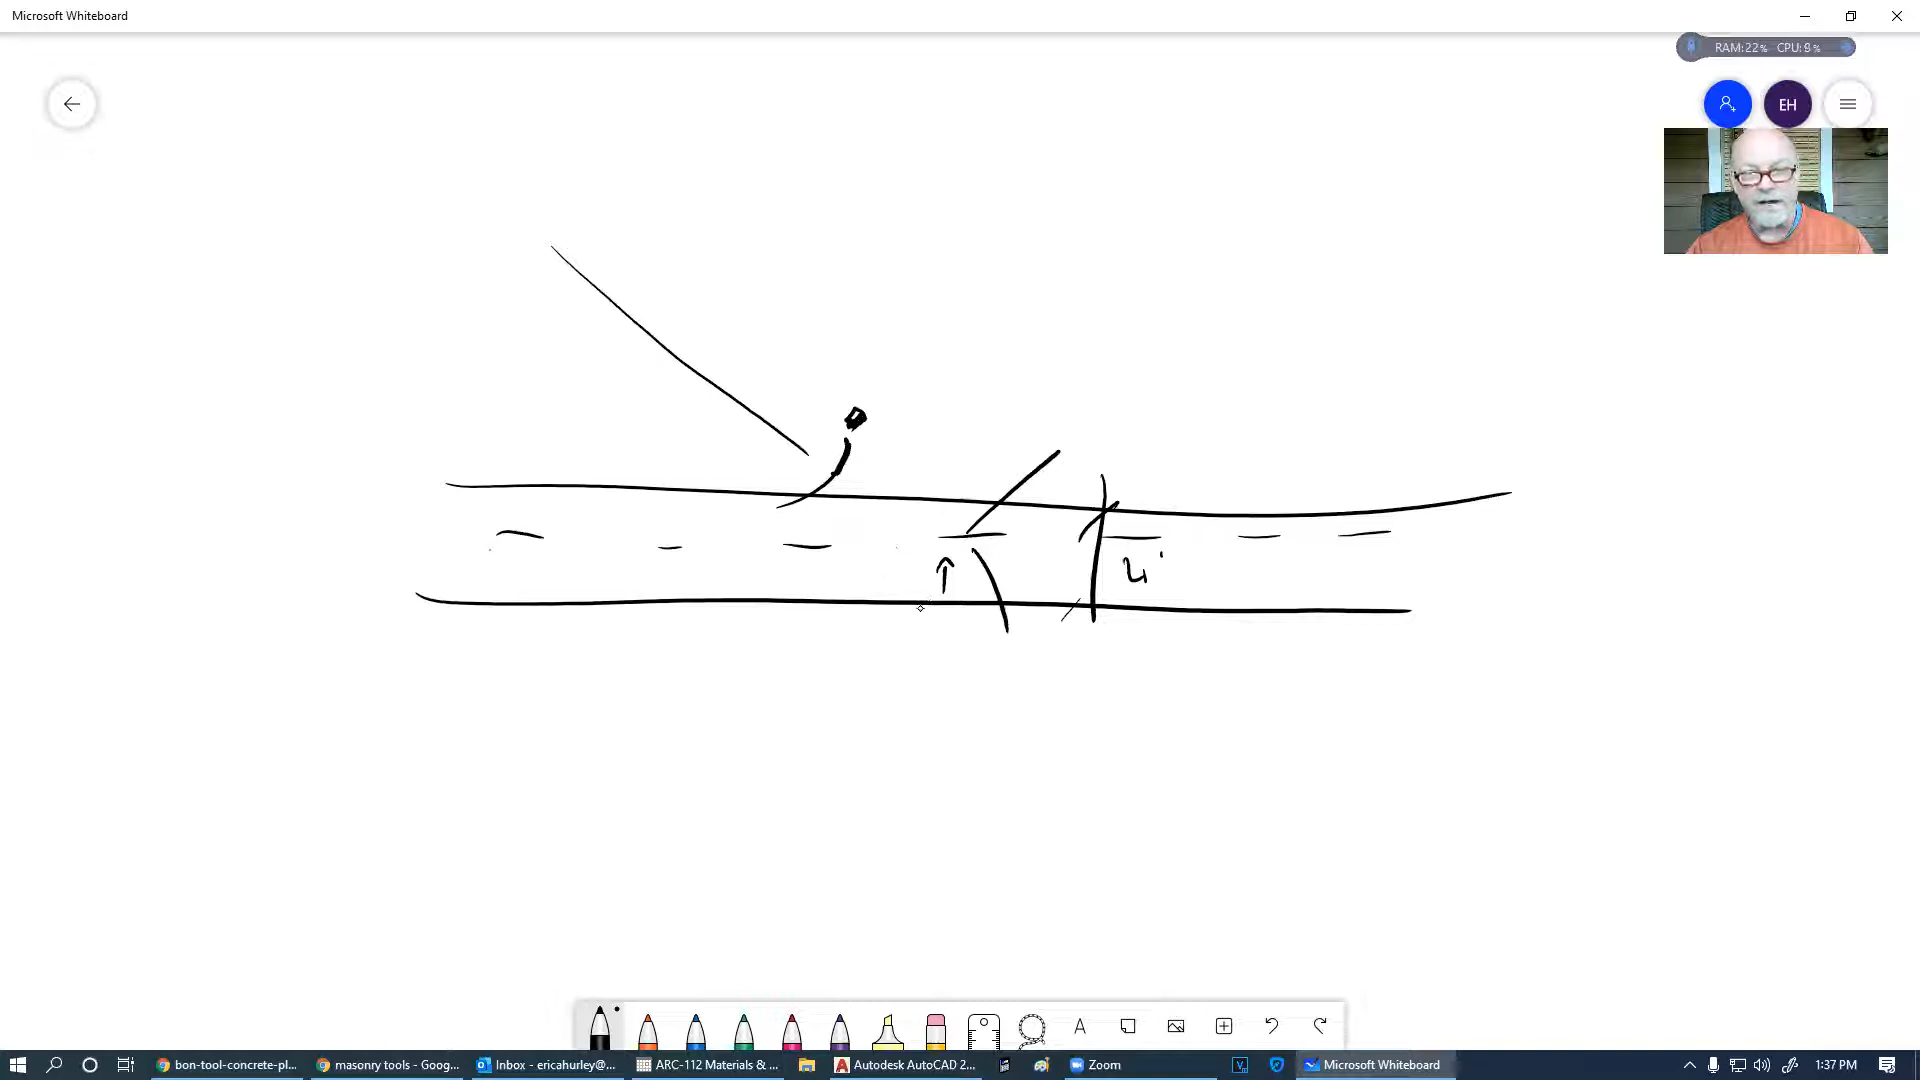 Microsoft Whiteboard
RAM:22% CPU:8%
EH
4'
A
bon-tool-concrete-pl...
masonry tools - Goog...
Inbox - ericahurley@...
ARC-112 Materials & ...
Autodesk AutoCAD 2...
Zoom
Microsoft Whiteboard
1:37 PM